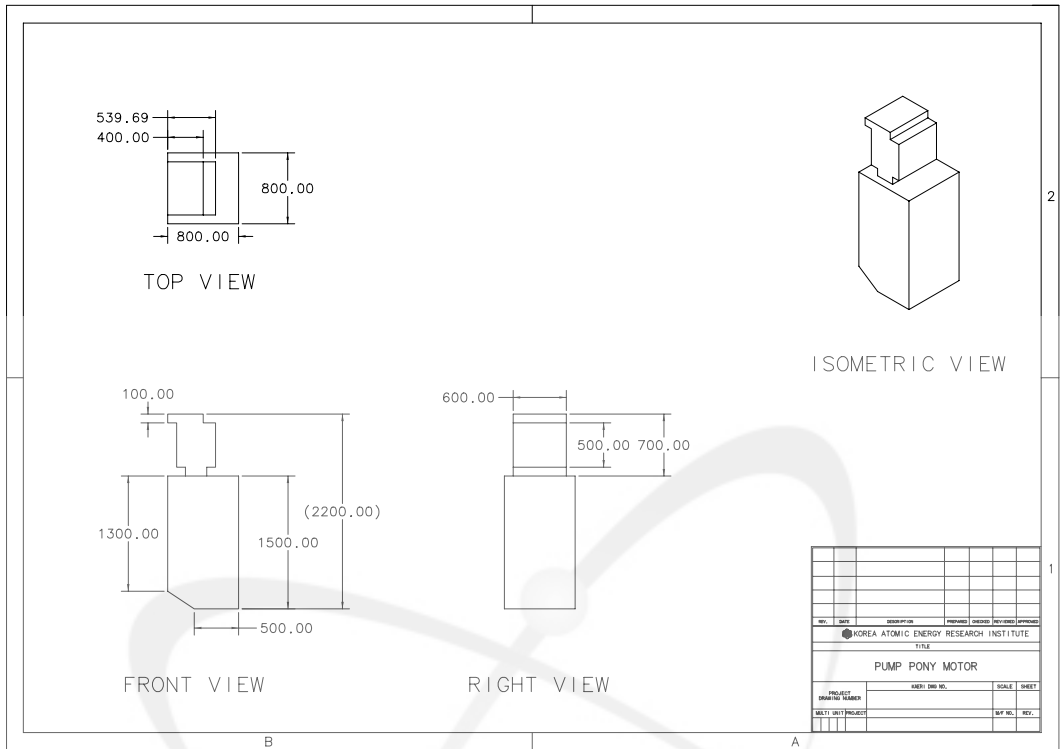 539.69
400.00
800.00
800.00
TOP VIEW
2
ISOMETRIC VIEW
100.00
600.00
500.00 700.00
(2200.00)
1300.00
1500.00
500.00
FRONT VIEW
RIGHT VIEW
1
REV. DATE DESCRIPTION PREPARED CHECKED REVIEWED APPROVED
KOREA ATOMIC ENERGY RESEARCH INSTITUTE
TITLE
PUMP PONY MOTOR
PROJECT DRAWING NUMBER
KAERI DWG NO. SCALE SHEET
MULTI UNIT PROJECT
M/F NO. REV.
B
A